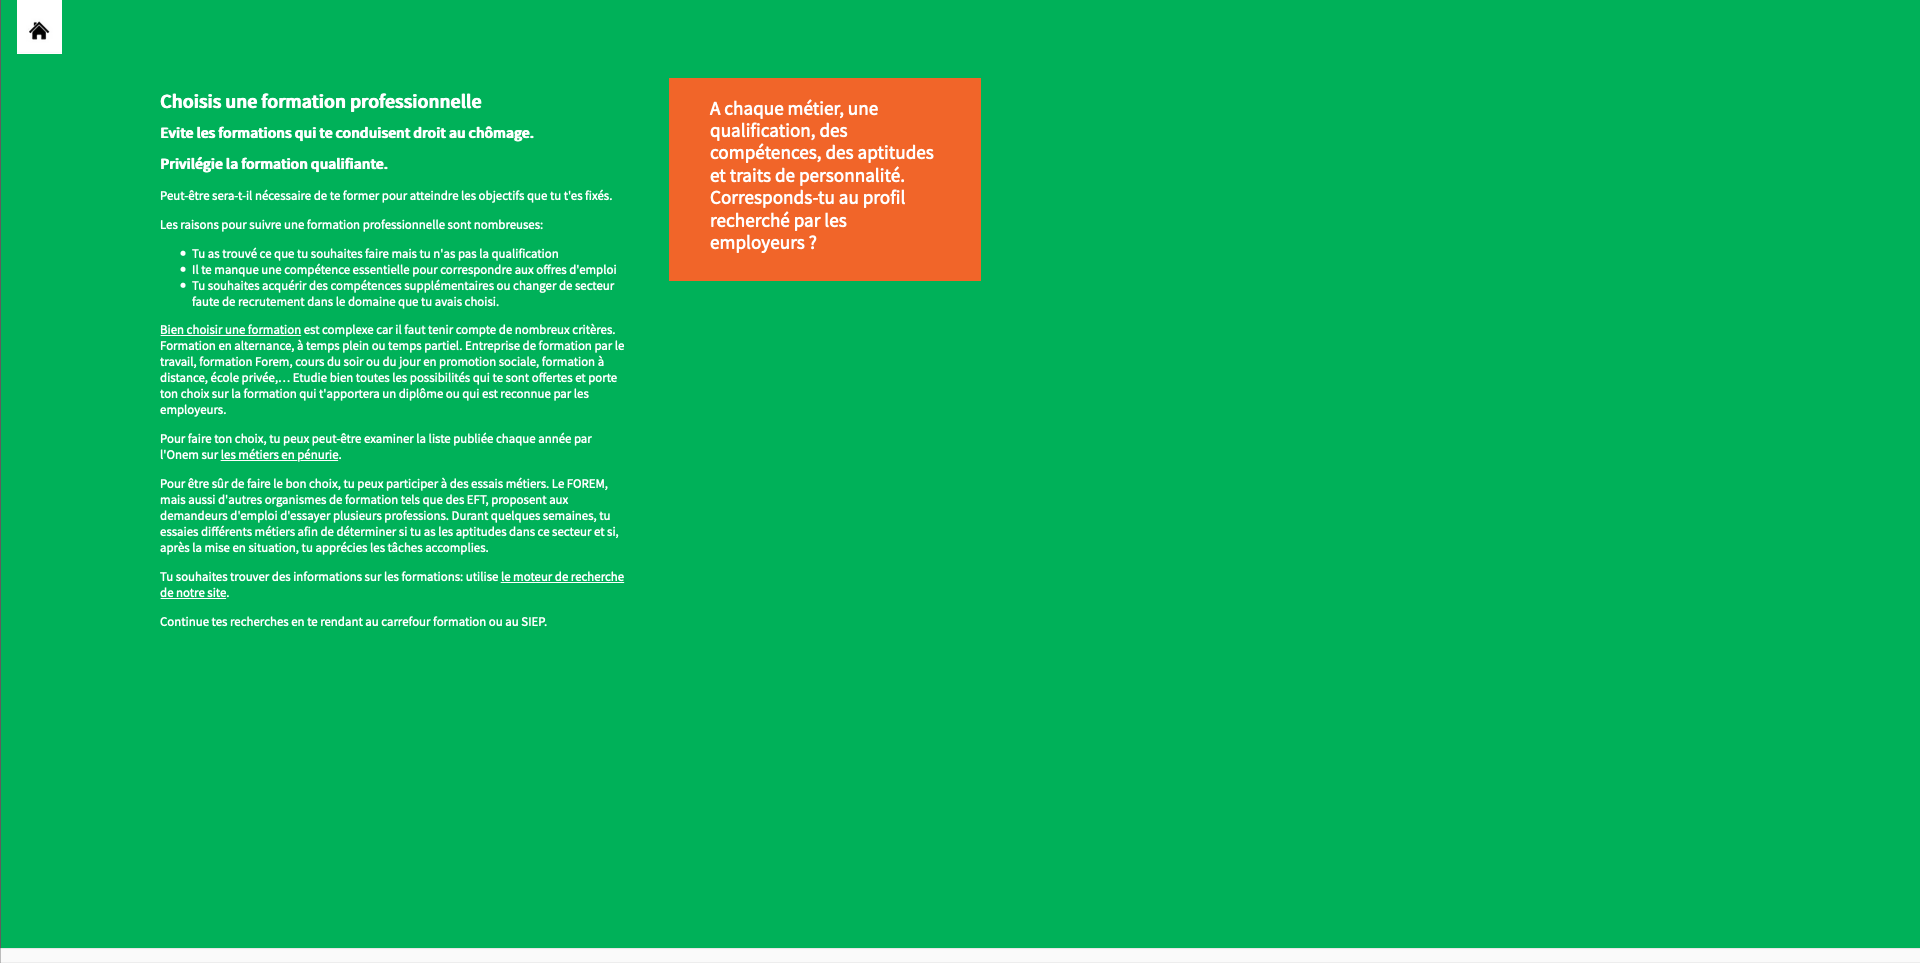 Choisis une formation professionnelle
Evite les formations qui te conduisent droit au chômage.
Privilégie la formation qualifiante.
Peut-être sera-t-il nécessaire de te former pour atteindre les objectifs que tu t'es fixés.
Les raisons pour suivre une formation professionnelle sont nombreuses:
Tu as trouvé ce que tu souhaites faire mais tu n'as pas la qualification
Il te manque une compétence essentielle pour correspondre aux offres d'emploi
Tu souhaites acquérir des compétences supplémentaires ou changer de secteur
faute de recrutement dans le domaine que tu avais choisi.
Bien choisir une formation est complexe car il faut tenir compte de nombreux critères.
Formation en alternance, à temps plein ou temps partiel. Entreprise de formation par le
travail, formation Forem, cours du soir ou du jour en promotion sociale, formation à
distance, école privée,… Etudie bien toutes les possibilités qui te sont offertes et porte
ton choix sur la formation qui t'apportera un diplôme ou qui est reconnue par les
employeurs.
Pour faire ton choix, tu peux peut-être examiner la liste publiée chaque année par
l'Onem sur les métiers en pénurie.
Pour être sûr de faire le bon choix, tu peux participer à des essais métiers. Le FOREM,
mais aussi d'autres organismes de formation tels que des EFT, proposent aux
demandeurs d'emploi d'essayer plusieurs professions. Durant quelques semaines, tu
essaies différents métiers afin de déterminer si tu as les aptitudes dans ce secteur et si,
après la mise en situation, tu apprécies les tâches accomplies.
Tu souhaites trouver des informations sur les formations: utilise le moteur de recherche
de notre site.
Continue tes recherches en te rendant au carrefour formation ou au SIEP.
A chaque métier, une
qualification, des
compétences, des aptitudes
et traits de personnalité.
Corresponds-tu au profil
recherché par les
employeurs ?